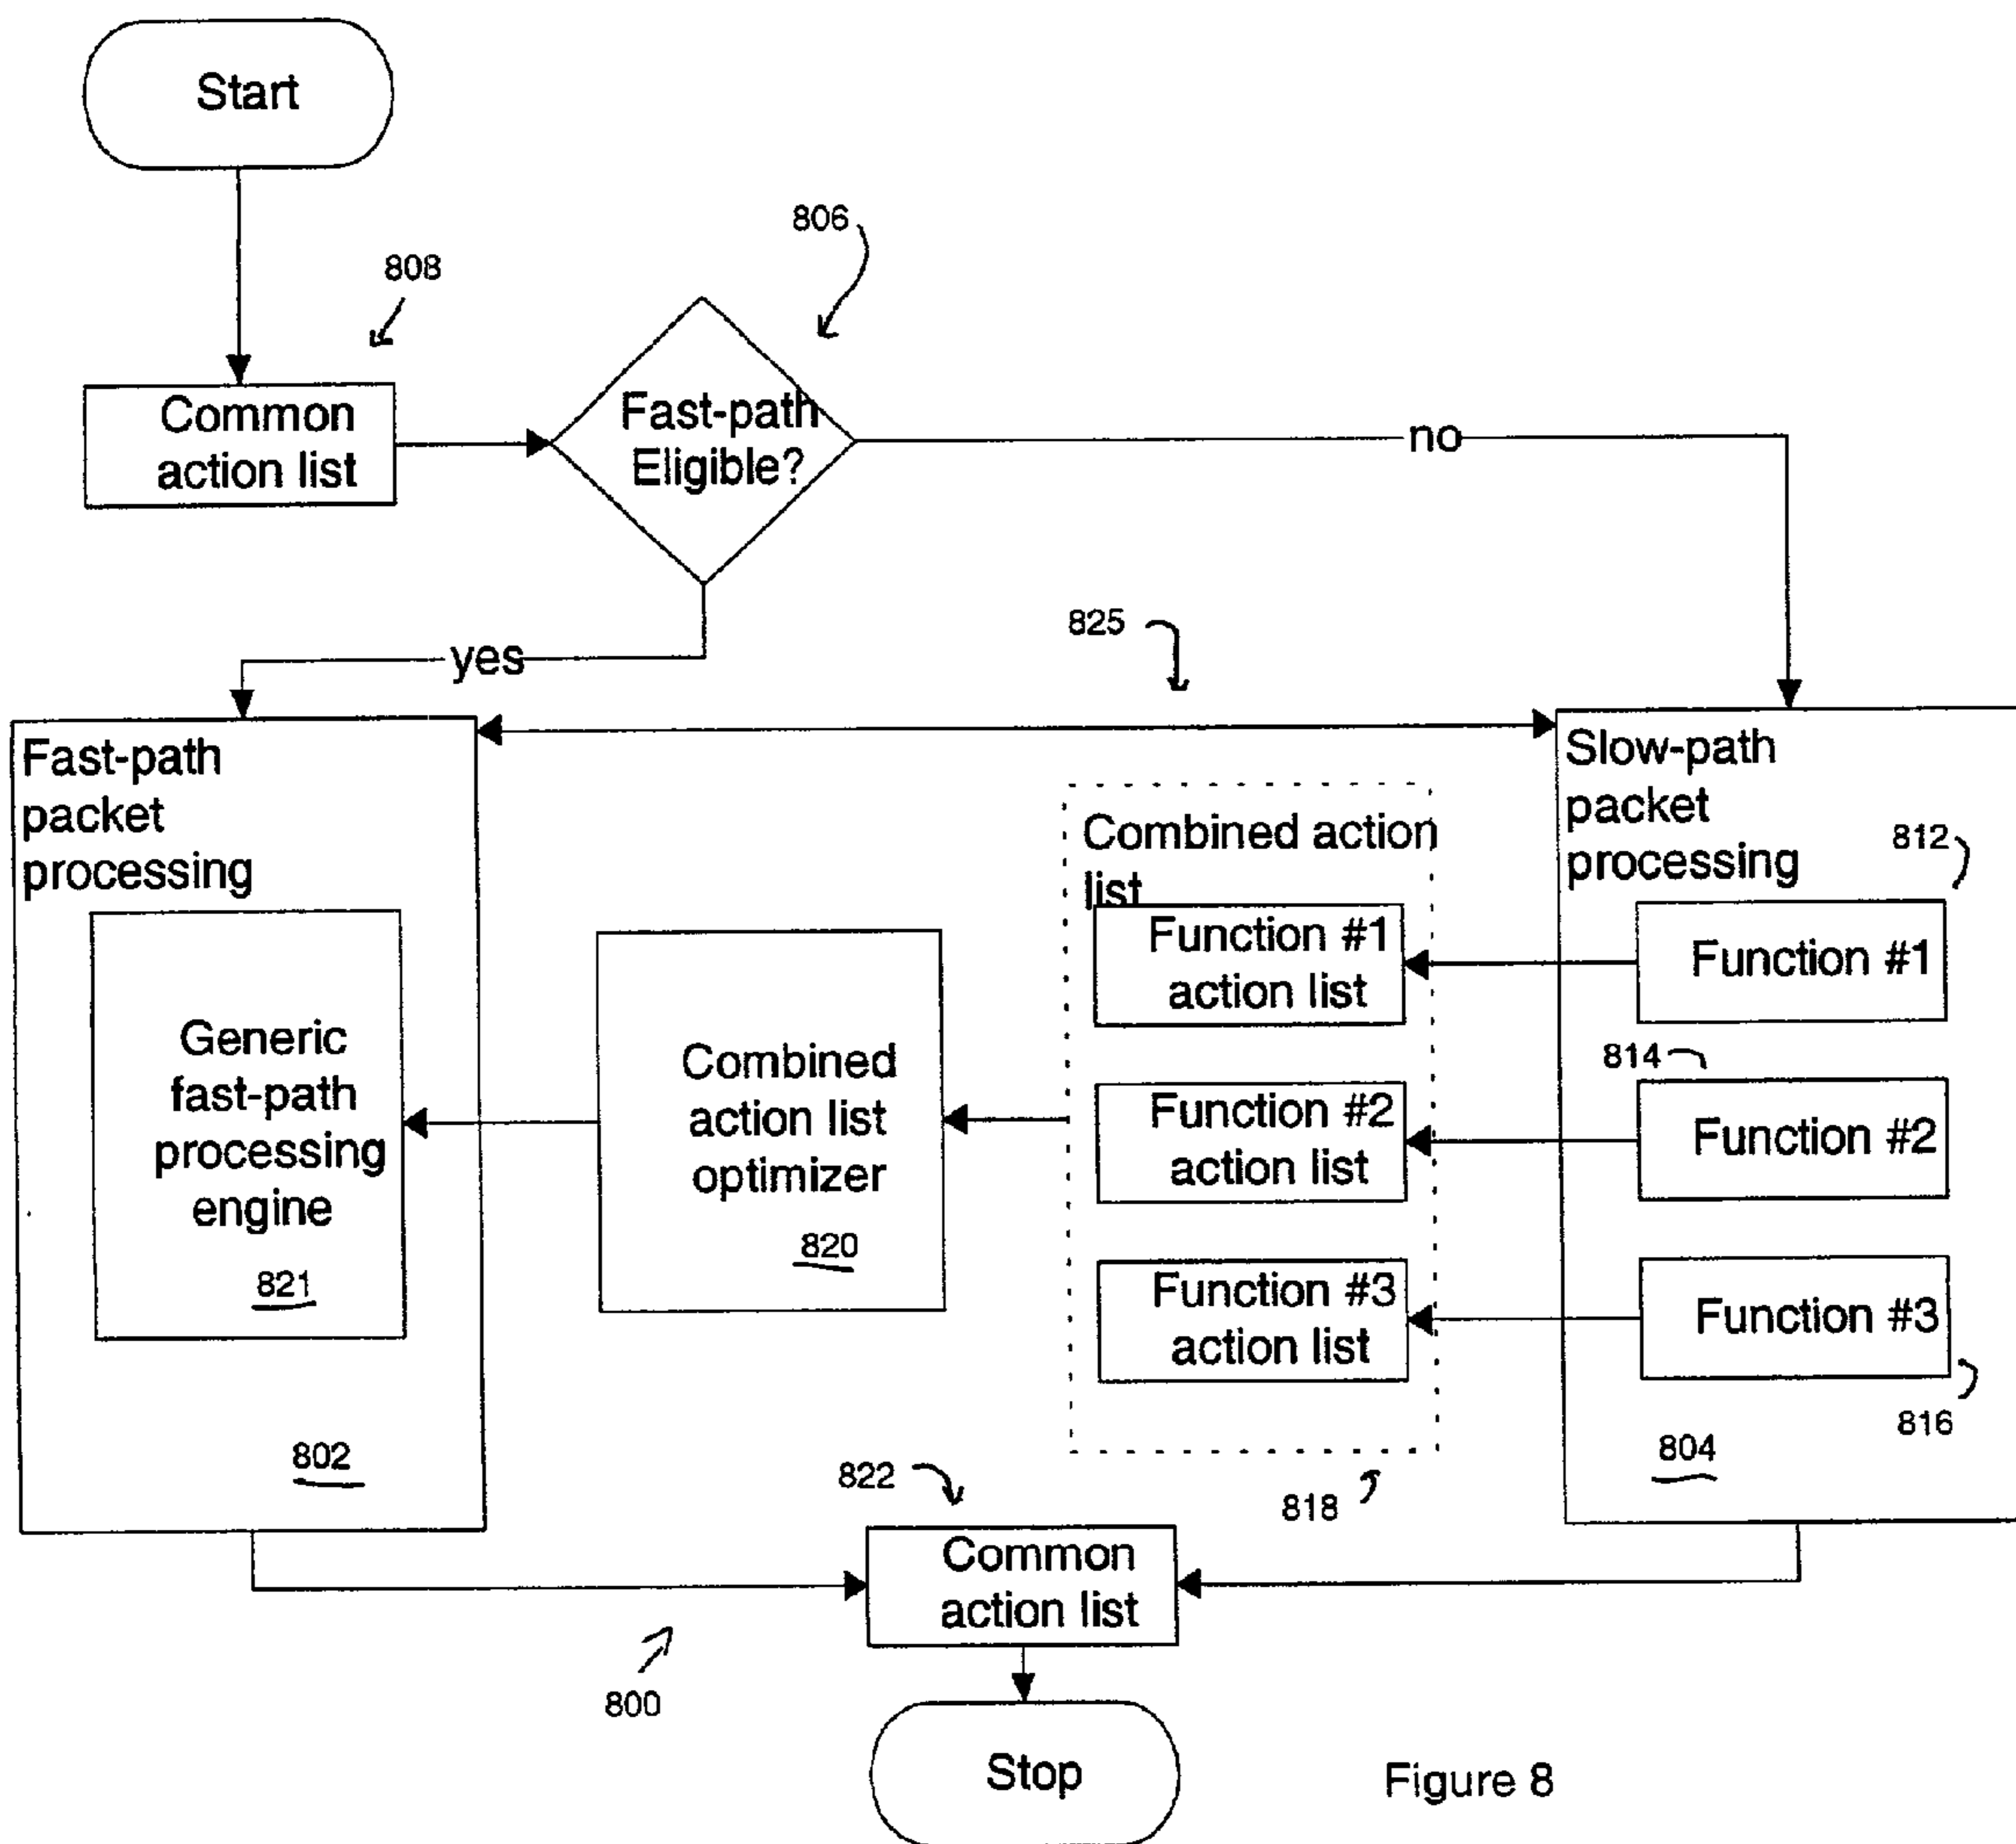 Start
806
808
Common
action list
Fast-path
Eligible?
no
825
yes
Fast-path
packet
processing
Slow-path
packet
processing
Combined action
list
812
Function #1
action list
Function #1
Generic
fast-path
processing
engine
821
Combined
action list
optimizer
820
814
Function #2
action list
Function #2
Function #3
action list
Function #3
816
802
804
822
818
Common
action list
800
Stop
Figure 8